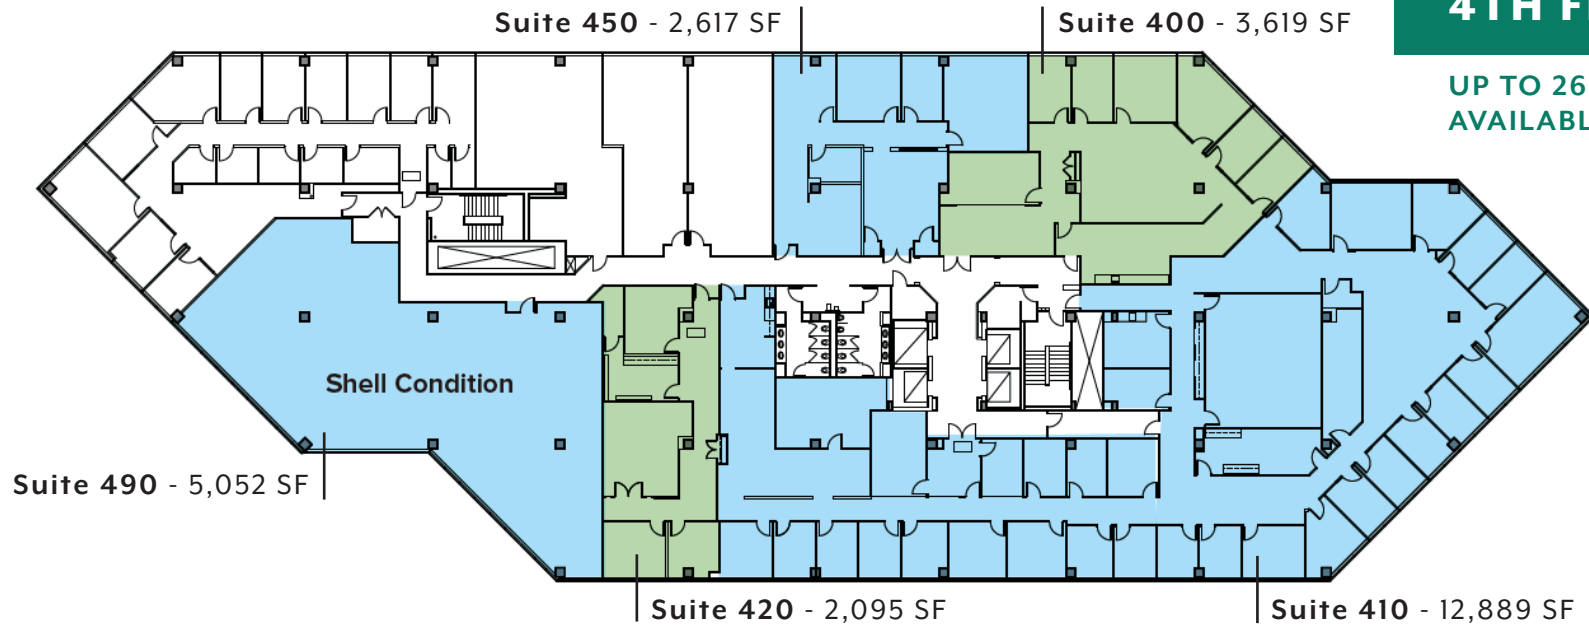 Suite 450 - 2,617 SF
Suite 400 - 3,619 SF
4TH
UP TO 26
Shell Condition
Suite 490 - 5,052 SF
Suite 420 - 2,095 SF
Suite 410 - 12,889 SF